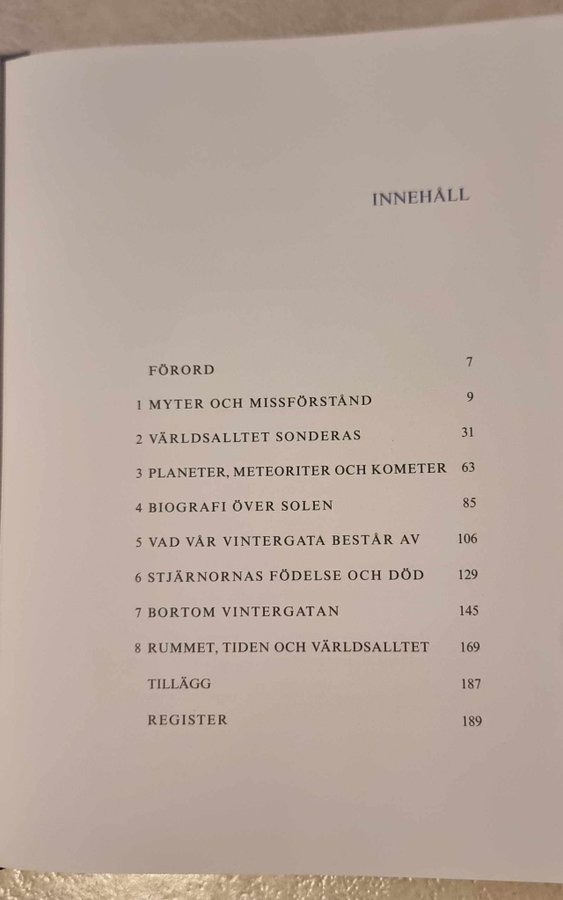 INNEHÅLL
FÖRORD 7
1 MYTER OCH MISSFÖRSTÅND 9
2 VÄRLDSALLTET SONDERAS 31
3 PLANETER, METEORITER OCH KOMETER 63
4 BIOGRAFI ÖVER SOLEN 85
5 VAD VÅR VINTERGATA BESTÅR AV 106
6 STJÄRNORNAS FÖDELSE OCH DÖD 129
7 BORTOM VINTERGATAN 145
8 RUMMET, TIDEN OCH VÄRLDSALLTET 169
TILLÄGG 187
REGISTER 189